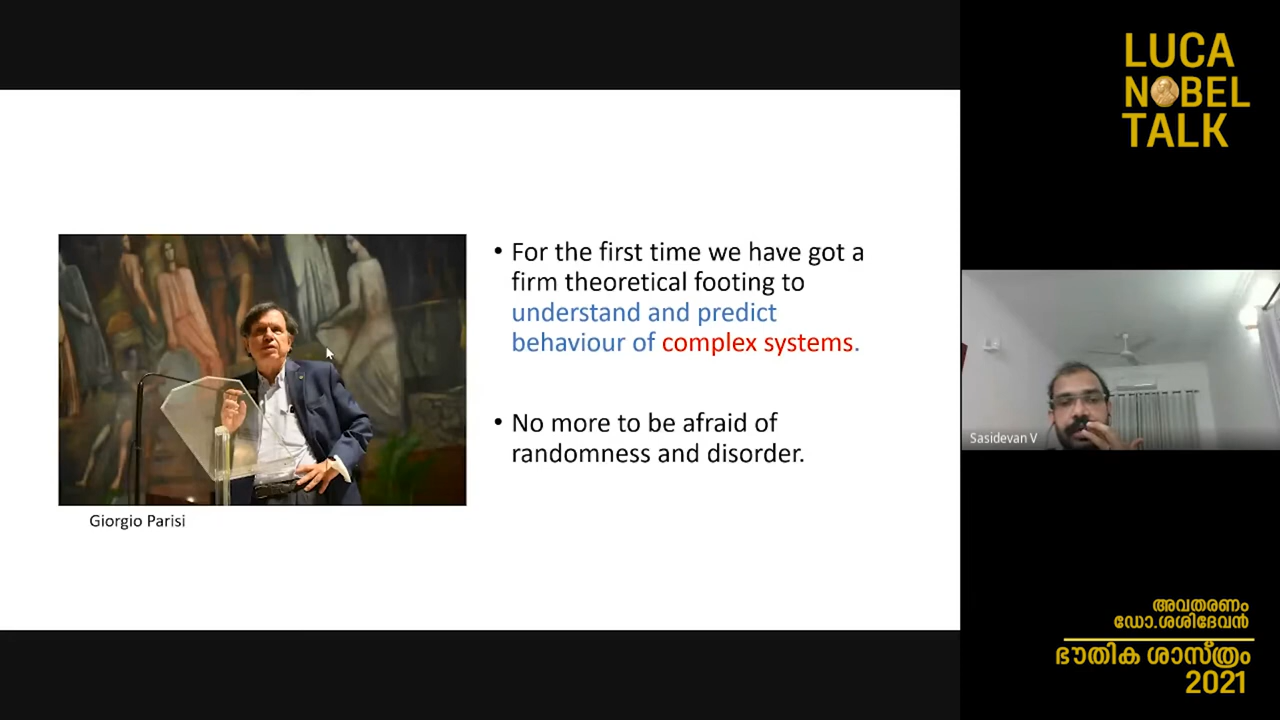 LUCA
NOBEL
TALK
• For the first time we have got a
firm theoretical footing to
understand and predict
behaviour of complex systems.
• No more to be afraid of
randomness and disorder.
Giorgio Parisi
Sasidevan V
അവതരണം
ഡോ.ശശിദേവൻ
ഭൗതിക ശാസ്ത്രം
2021